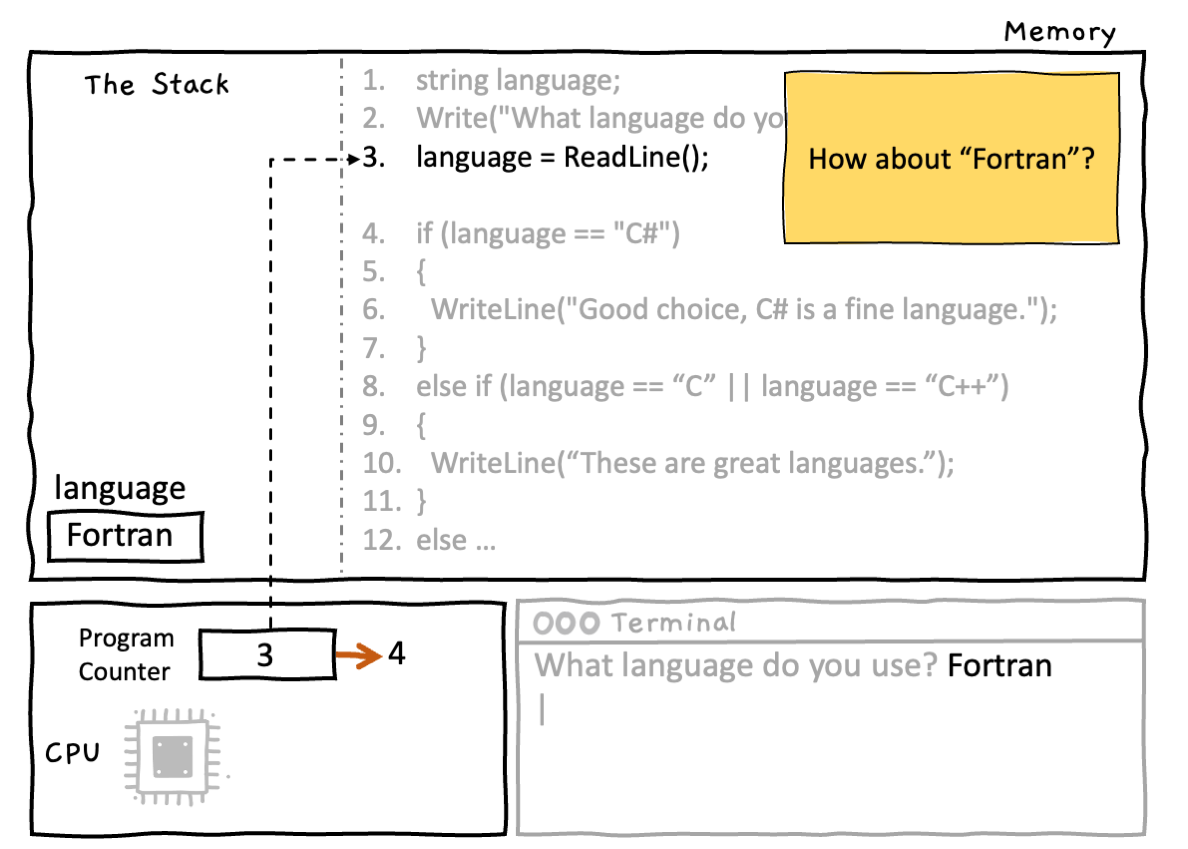 Memory
The Stack
1. string language;
2. Write("What language do yo
3. language = ReadLine();
How about “Fortran”?
4. if (language == "C#")
5. {
6. WriteLine("Good choice, C# is a fine language.");
7. }
8. else if (language == “C” || language == “C++”)
9. {
10. WriteLine(“These are great languages.”);
11. }
12. else ...
language
Fortran
Program
Counter
3
4
CPU
Terminal
What language do you use? Fortran